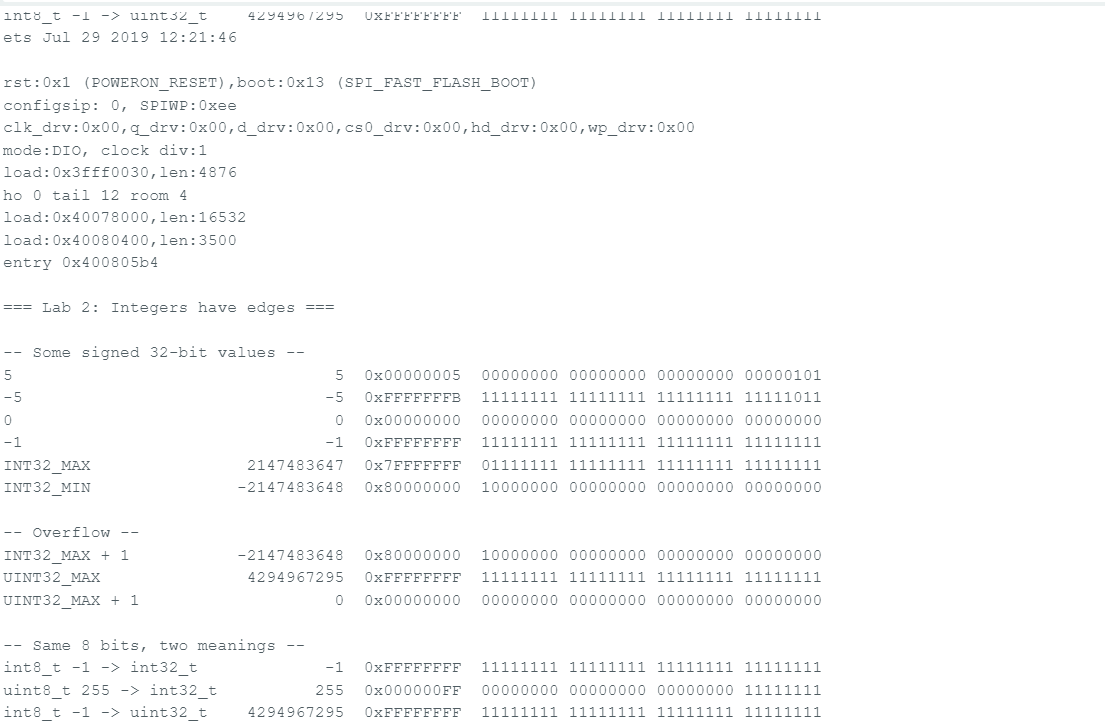 int8_t -1 -> uint32_t    4294967295  0xFFFFFFFF  11111111 11111111 11111111 11111111
ets Jul 29 2019 12:21:46
rst:0x1 (POWERON_RESET),boot:0x13 (SPI_FAST_FLASH_BOOT)
configsip: 0, SPIWP:0xee
clk_drv:0x00,q_drv:0x00,d_drv:0x00,cs0_drv:0x00,hd_drv:0x00,wp_drv:0x00
mode:DIO, clock div:1
load:0x3fff0030,len:4876
ho 0 tail 12 room 4
load:0x40078000,len:16532
load:0x40080400,len:3500
entry 0x400805b4
=== Lab 2: Integers have edges ===
-- Some signed 32-bit values --
5                                 5  0x00000005  00000000 00000000 00000000 00000101
-5                               -5  0xFFFFFFFB  11111111 11111111 11111111 11111011
0                                 0  0x00000000  00000000 00000000 00000000 00000000
-1                               -1  0xFFFFFFFF  11111111 11111111 11111111 11111111
INT32_MAX                2147483647  0x7FFFFFFF  01111111 11111111 11111111 11111111
INT32_MIN               -2147483648  0x80000000  10000000 00000000 00000000 00000000
-- Overflow --
INT32_MAX + 1           -2147483648  0x80000000  10000000 00000000 00000000 00000000
UINT32_MAX               4294967295  0xFFFFFFFF  11111111 11111111 11111111 11111111
UINT32_MAX + 1                    0  0x00000000  00000000 00000000 00000000 00000000
-- Same 8 bits, two meanings --
int8_t -1 -> int32_t             -1  0xFFFFFFFF  11111111 11111111 11111111 11111111
uint8_t 255 -> int32_t          255  0x000000FF  00000000 00000000 00000000 11111111
int8_t -1 -> uint32_t    4294967295  0xFFFFFFFF  11111111 11111111 11111111 11111111